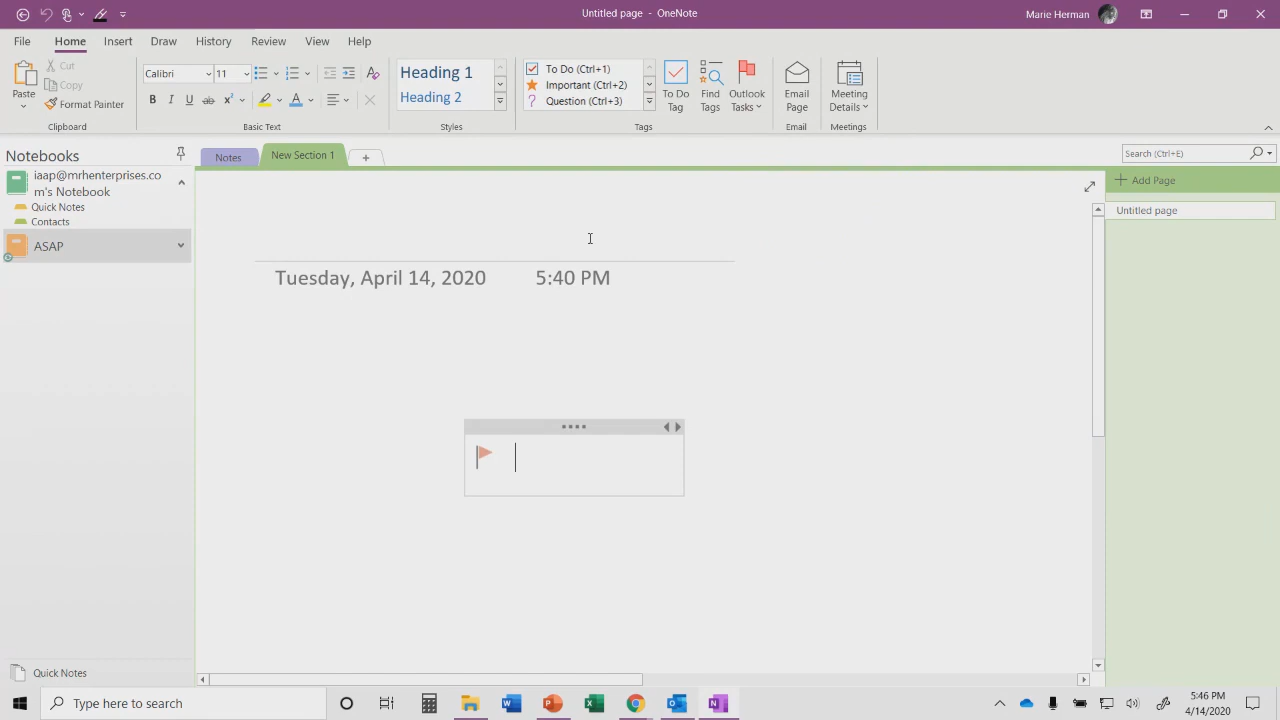 Untitled page - OneNote
Marie Herman
File Home Insert Draw History Review View Help
Paste
Cut
Copy
Format Painter
Clipboard
Calibri 11
B I U ab x²
A
Basic Text
Heading 1
Heading 2
Styles
To Do (Ctrl+1)
Important (Ctrl+2)
Question (Ctrl+3)
To Do Tag
Find Tags
Outlook Tasks
Tags
Email Page
Email
Meeting Details
Meetings
Notebooks
iaap@mrhenterprises.co
m's Notebook
Quick Notes
Contacts
ASAP
Notes
New Section 1
Search (Ctrl+E)
Add Page
Untitled page
Tuesday, April 14, 2020 5:40 PM
Quick Notes
Type here to search
5:46 PM
4/14/2020